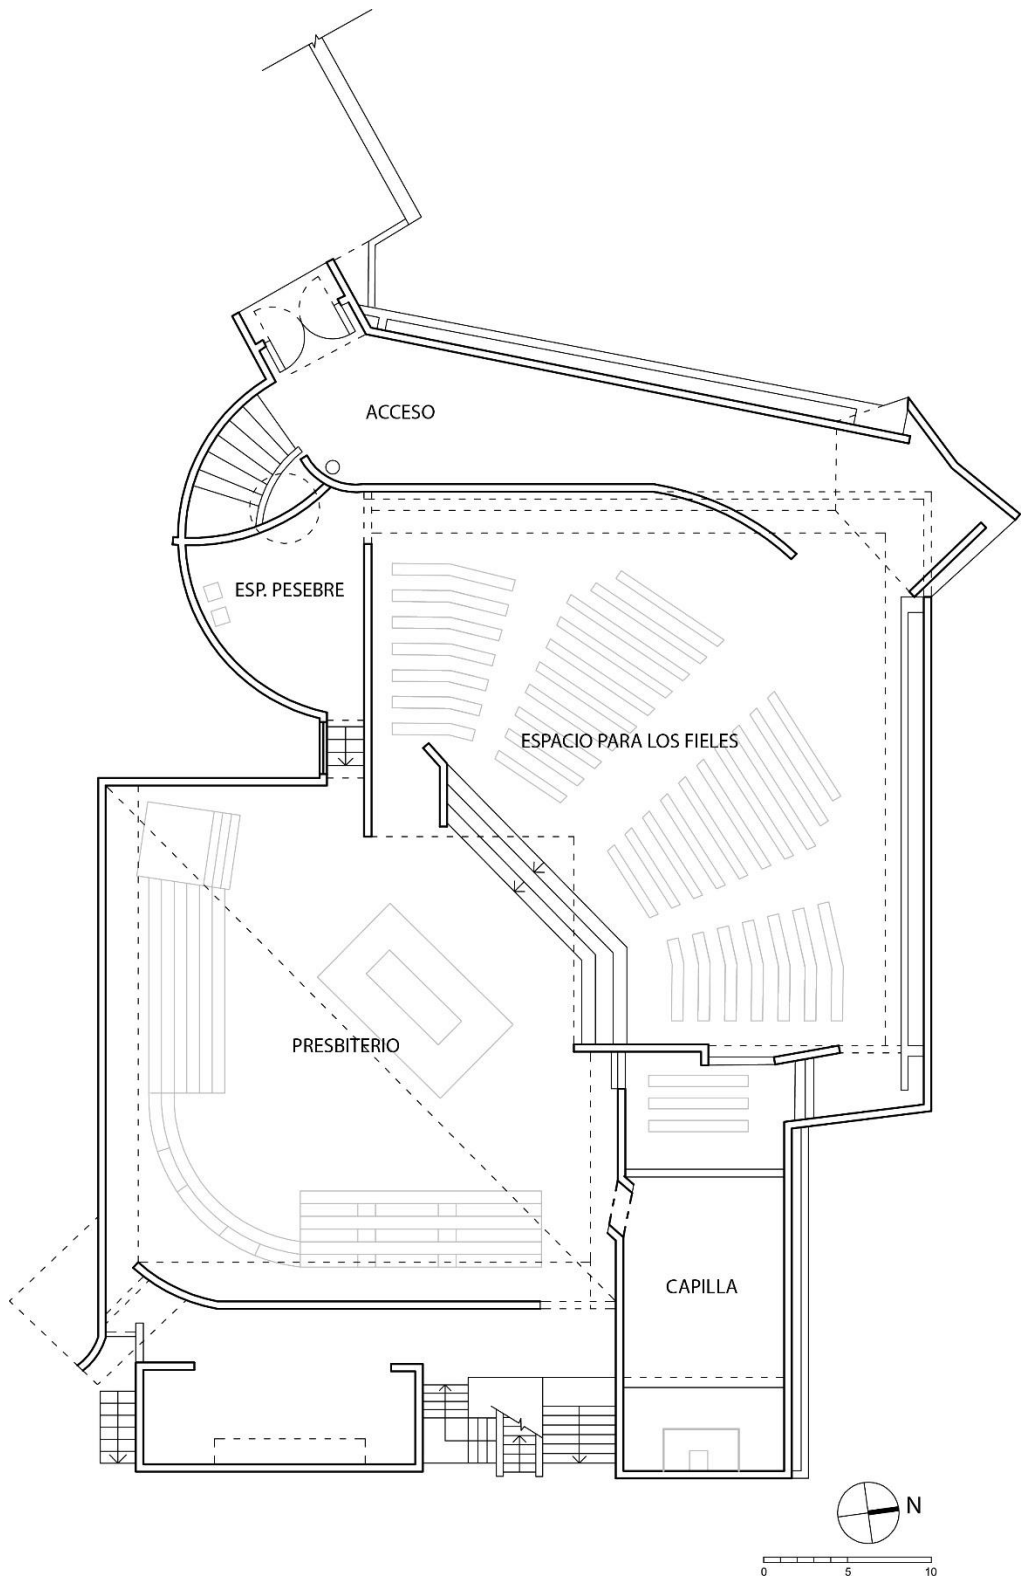 ACCESO
ESP. PESEBRE
ESPACIO PARA LOS FIELES
PRESBITERIO
CAPILLA
N
0 5 10